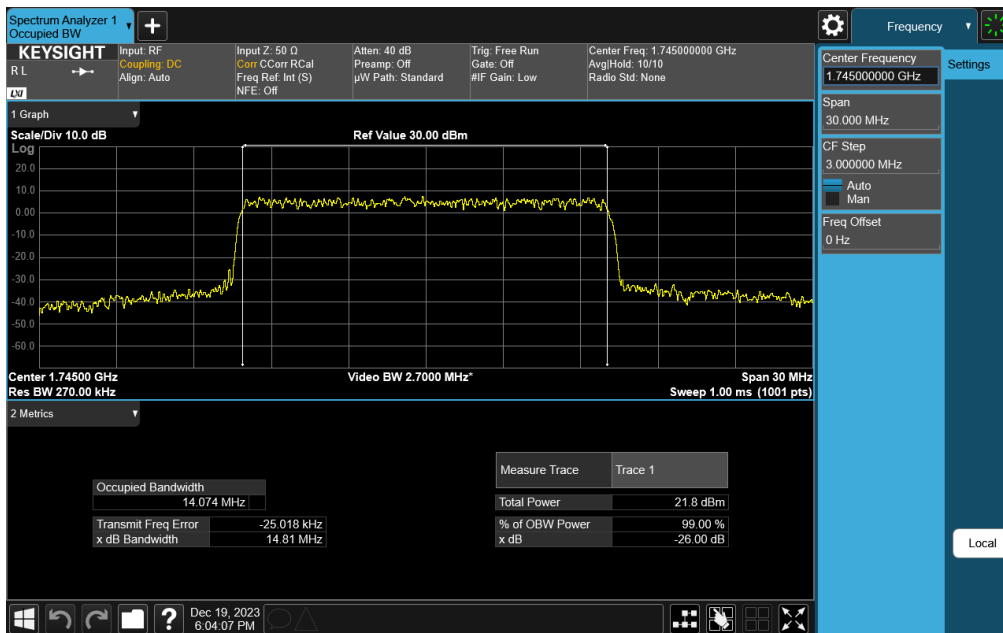 Spectrum Analyzer 1
Occupied BW
+
Frequency
KEYSIGHT
R L
LXI
Input: RF
Coupling: DC
Align: Auto
Input Z: 50 Ω
Corr CCorr RCal
Freq Ref: Int (S)
NFE: Off
Atten: 40 dB
Preamp: Off
µW Path: Standard
Trig: Free Run
Gate: Off
#IF Gain: Low
Center Freq: 1.745000000 GHz
Avg|Hold: 10/10
Radio Std: None
Center Frequency
1.745000000 GHz
Settings
Span
30.000 MHz
CF Step
3.000000 MHz
Auto
Man
Freq Offset
0 Hz
Local
1 Graph
Scale/Div 10.0 dB
Ref Value 30.00 dBm
Log
20.0
10.0
0.00
-10.0
-20.0
-30.0
-40.0
-50.0
-60.0
Center 1.74500 GHz
Video BW 2.7000 MHz*
Span 30 MHz
Res BW 270.00 kHz
Sweep 1.00 ms (1001 pts)
2 Metrics
Measure Trace Trace 1
Occupied Bandwidth
14.074 MHz
Total Power 21.8 dBm
Transmit Freq Error -25.018 kHz
% of OBW Power 99.00 %
x dB Bandwidth 14.81 MHz
x dB -26.00 dB
?
Dec 19, 2023
6:04:07 PM